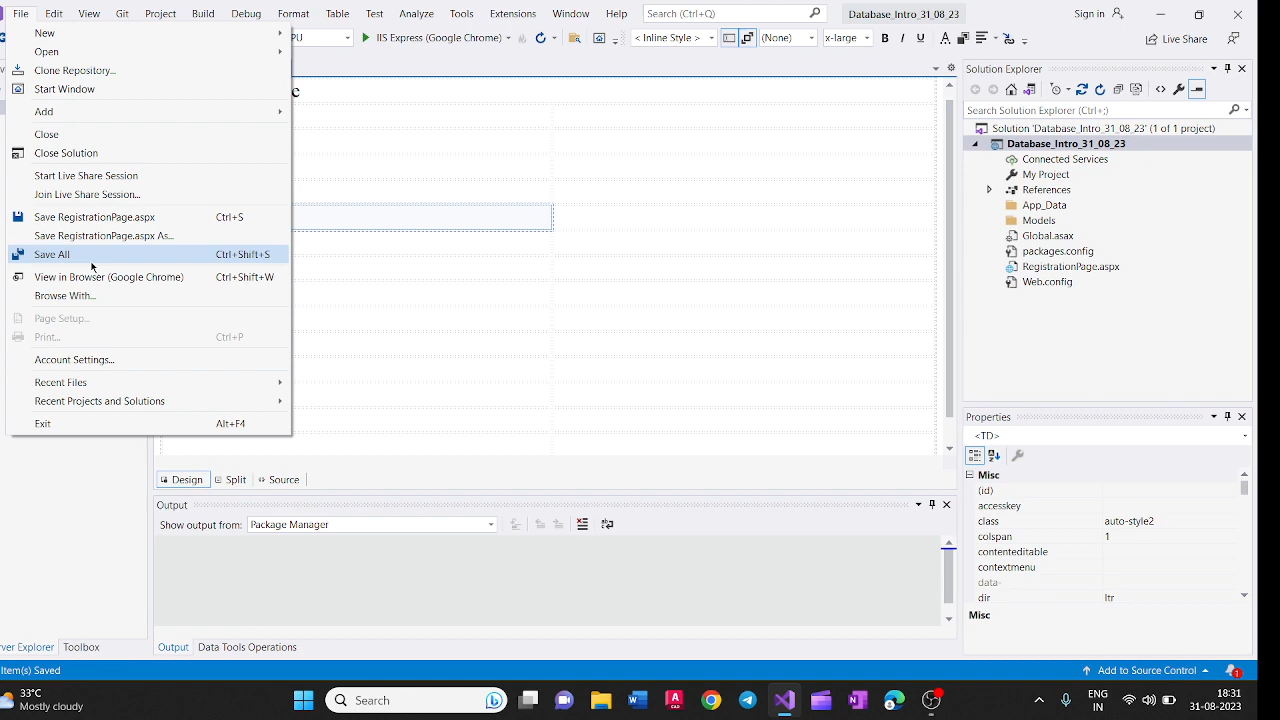 File Edit View Git Project Build Debug Format Table Test Analyze Tools Extensions Window Help Search (Ctrl+Q) Database_Intro_31_08_23 Sign in
PU IIS Express (Google Chrome) < Inline Style > (None) x-large B I U A Live Share
New
Open
Clone Repository...
Start Window
Add
Close
Close Solution
Start Live Share Session
Join Live Share Session...
Save RegistrationPage.aspx Ctrl+S
Save RegistrationPage.aspx As...
Save All Ctrl+Shift+S
View in Browser (Google Chrome) Ctrl+Shift+W
Browse With...
Page Setup...
Print... Ctrl+P
Account Settings...
Recent Files
Recent Projects and Solutions
Exit Alt+F4
e
Design Split Source
Output
Show output from: Package Manager
erver Explorer Toolbox Output Data Tools Operations
Solution Explorer
Search Solution Explorer (Ctrl+;)
Solution 'Database_Intro_31_08_23' (1 of 1 project)
Database_Intro_31_08_23
Connected Services
My Project
References
App_Data
Models
Global.asax
packages.config
RegistrationPage.aspx
Web.config
Properties
<TD>
Misc
(id)
accesskey
class auto-style2
colspan 1
contenteditable
contextmenu
data-
dir ltr
Misc
Item(s) Saved Add to Source Control 1
33°C
Mostly cloudy
Search
ENG
IN
18:31
31-08-2023